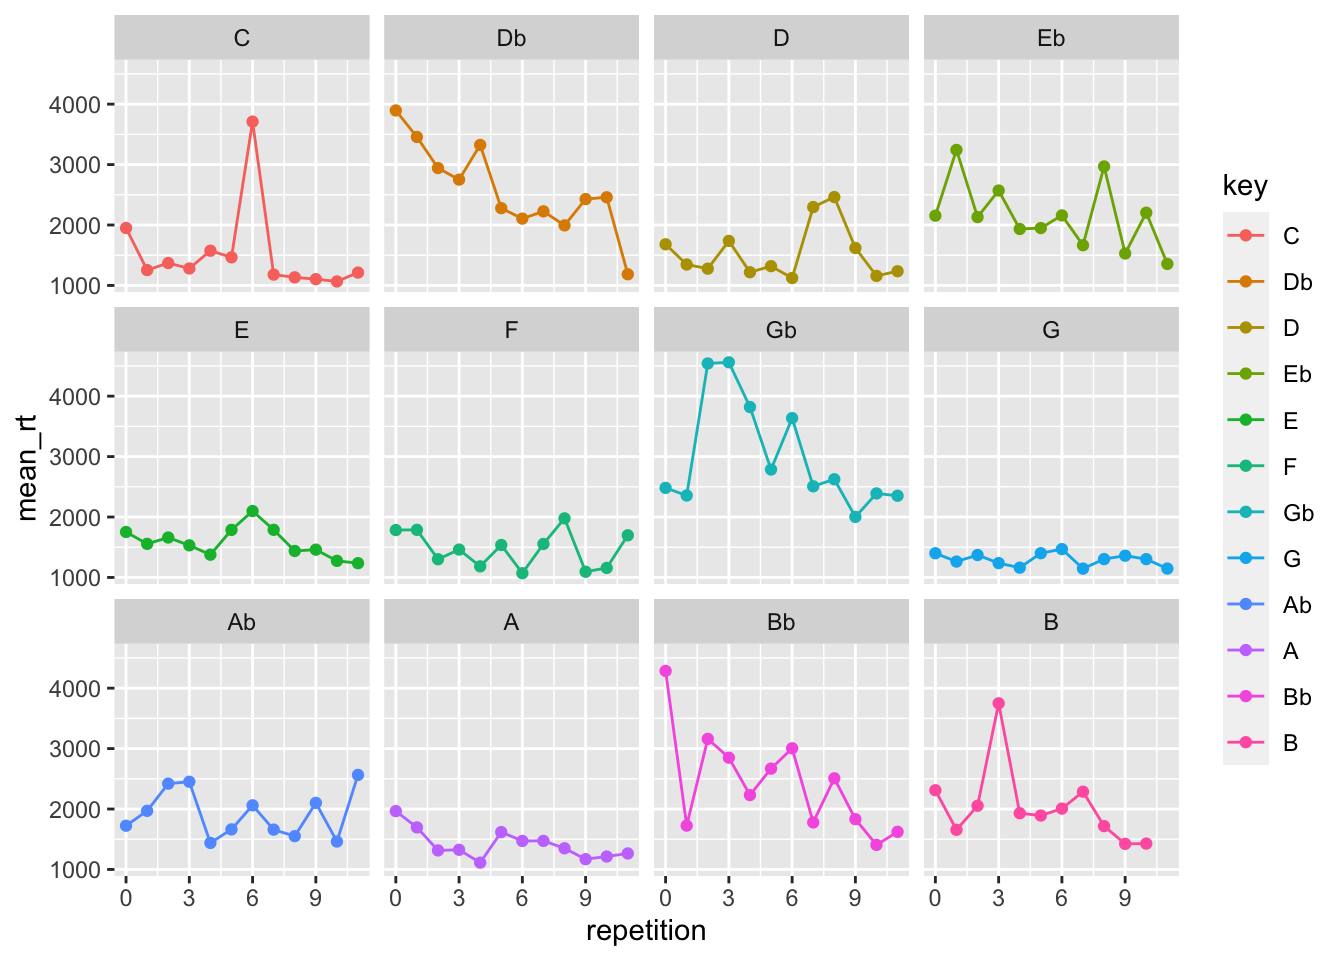 C Db D Eb
4000
3000
2000
1000
E F Gb G
4000
3000
2000
1000
Ab A Bb B
4000
3000
2000
1000
0 3 6 9 0 3 6 9 0 3 6 9 0 3 6 9
repetition
mean_rt
key
C
Db
D
Eb
E
F
Gb
G
Ab
A
Bb
B